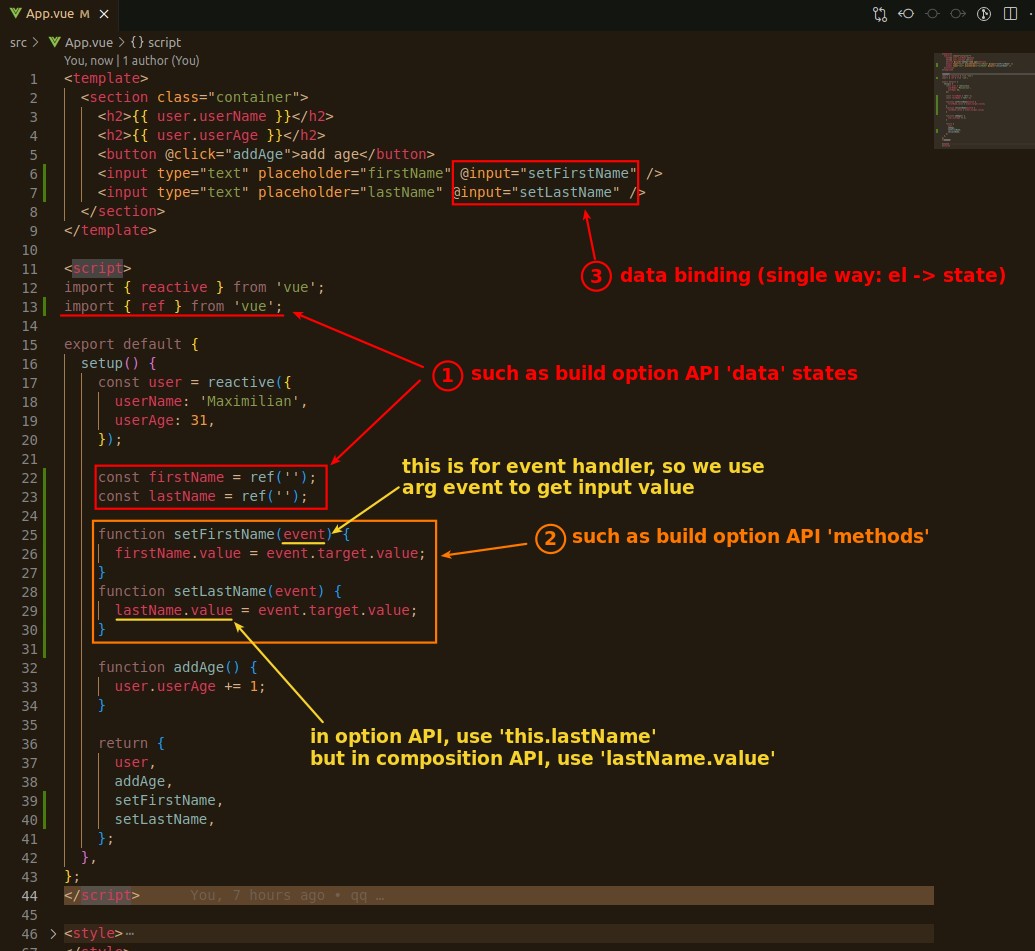 App.vue M ×
src > App.vue > {} script
You, now | 1 author (You)
1 <template>
2 <section class="container">
3 <h2>{{ user.userName }}</h2>
4 <h2>{{ user.userAge }}</h2>
5 <button @click="addAge">add age</button>
6 <input type="text" placeholder="firstName" @input="setFirstName" />
7 <input type="text" placeholder="lastName" @input="setLastName" />
8 </section>
9 </template>
10
11 <script>
3 data binding (single way: el -> state)
12 import { reactive } from 'vue';
13 import { ref } from 'vue';
14
15 export default {
16 setup() {
17 const user = reactive({
1 such as build option API 'data' states
18 userName: 'Maximilian',
19 userAge: 31,
20 });
21
this is for event handler, so we use
arg event to get input value
22 const firstName = ref('');
23 const lastName = ref('');
24
25 function setFirstName(event) {
2 such as build option API 'methods'
26 firstName.value = event.target.value;
27 }
28 function setLastName(event) {
29 lastName.value = event.target.value;
30 }
31
32 function addAge() {
33 user.userAge += 1;
34 }
35
in option API, use 'this.lastName'
but in composition API, use 'lastName.value'
36 return {
37 user,
38 addAge,
39 setFirstName,
40 setLastName,
41 };
42 },
43 };
44 </script> You, 7 hours ago • qq …
45
46 <style>…
67 </style>